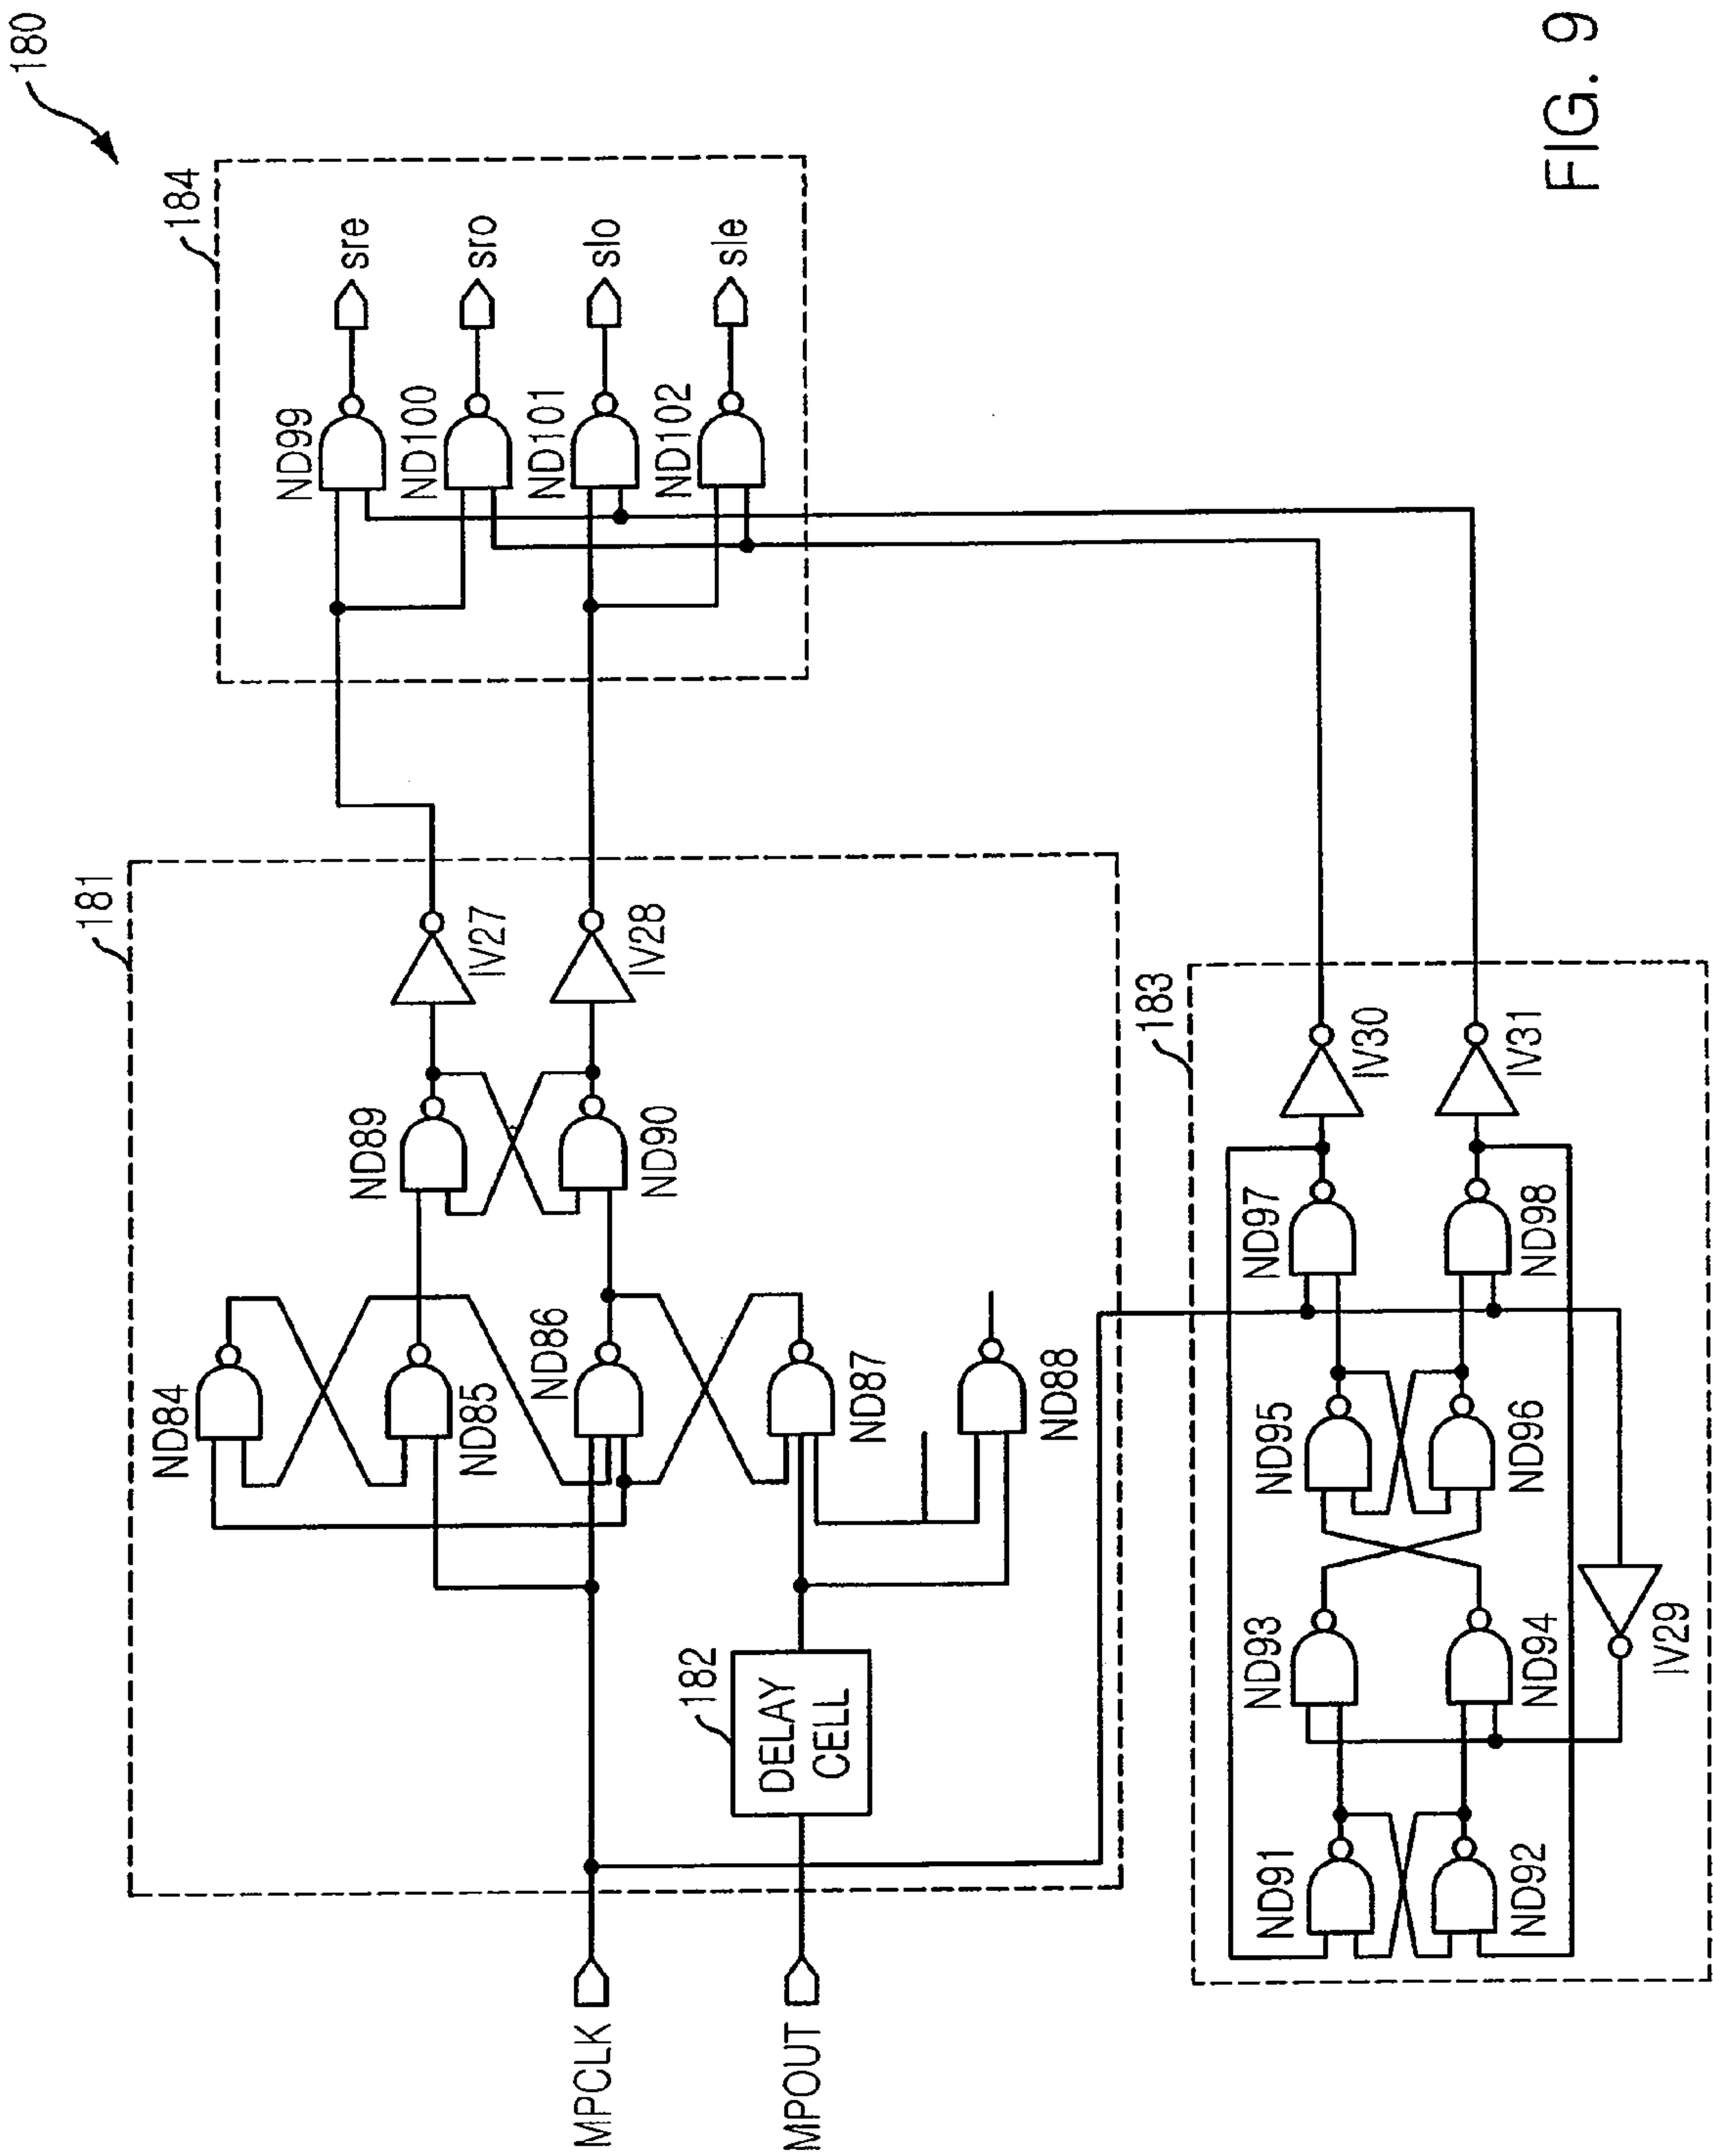 180
184
sre
sro
slo
sle
ND99
ND100
ND101
ND102
181
IV27
IV28
ND89
ND90
ND84
ND85
ND86
ND87
ND88
182
DELAY
CELL
MPCLK
MPOUT
183
IV30
IV31
ND97
ND98
ND95
ND96
ND93
ND94
IV29
ND91
ND92
FIG. 9